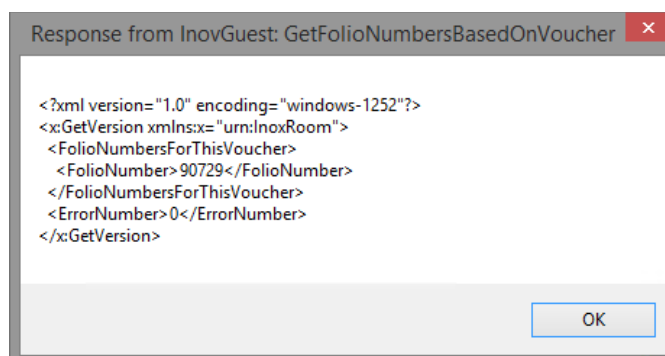 Response from InovGuest: GetFolioNumbersBasedOnVoucher
<?xml version="1.0" encoding="windows-1252"?>
<x:GetVersion xmlns:x="urn:InoxRoom">
<FolioNumbersForThisVoucher>
<FolioNumber>90729</FolioNumber>
</FolioNumbersForThisVoucher>
<ErrorNumber>0</ErrorNumber>
</x:GetVersion>
OK